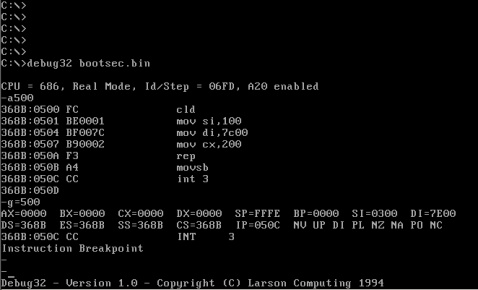 C:\>
C:\>
C:\>
C:\>
C:\>
C:\>debug32 bootsec.bin
CPU = 686, Real Mode, Id/Step = 06FD, A20 enabled
-a500
368B:0500 FC cld
368B:0501 BE0001 mov si,100
368B:0504 BF007C mov di,7c00
368B:0507 B90002 mov cx,200
368B:050A F3 rep
368B:050B A4 movsb
368B:050C CC int 3
368B:050D
-g=500
AX=0000 BX=0000 CX=0000 DX=0000 SP=FFFE BP=0000 SI=0300 DI=7E00
DS=368B ES=368B SS=368B CS=368B IP=050C NV UP DI PL NZ NA PO NC
368B:050C CC INT 3
Instruction Breakpoint
-
-_
Debug32 - Version 1.0 - Copyright (C) Larson Computing 1994